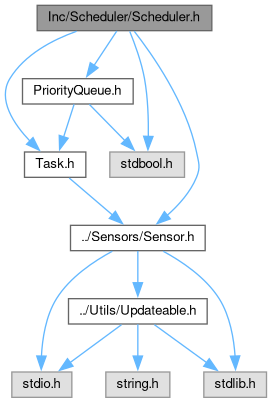 Inc/Scheduler/Scheduler.h
PriorityQueue.h
Task.h
stdbool.h
../Sensors/Sensor.h
../Utils/Updateable.h
stdio.h
string.h
stdlib.h